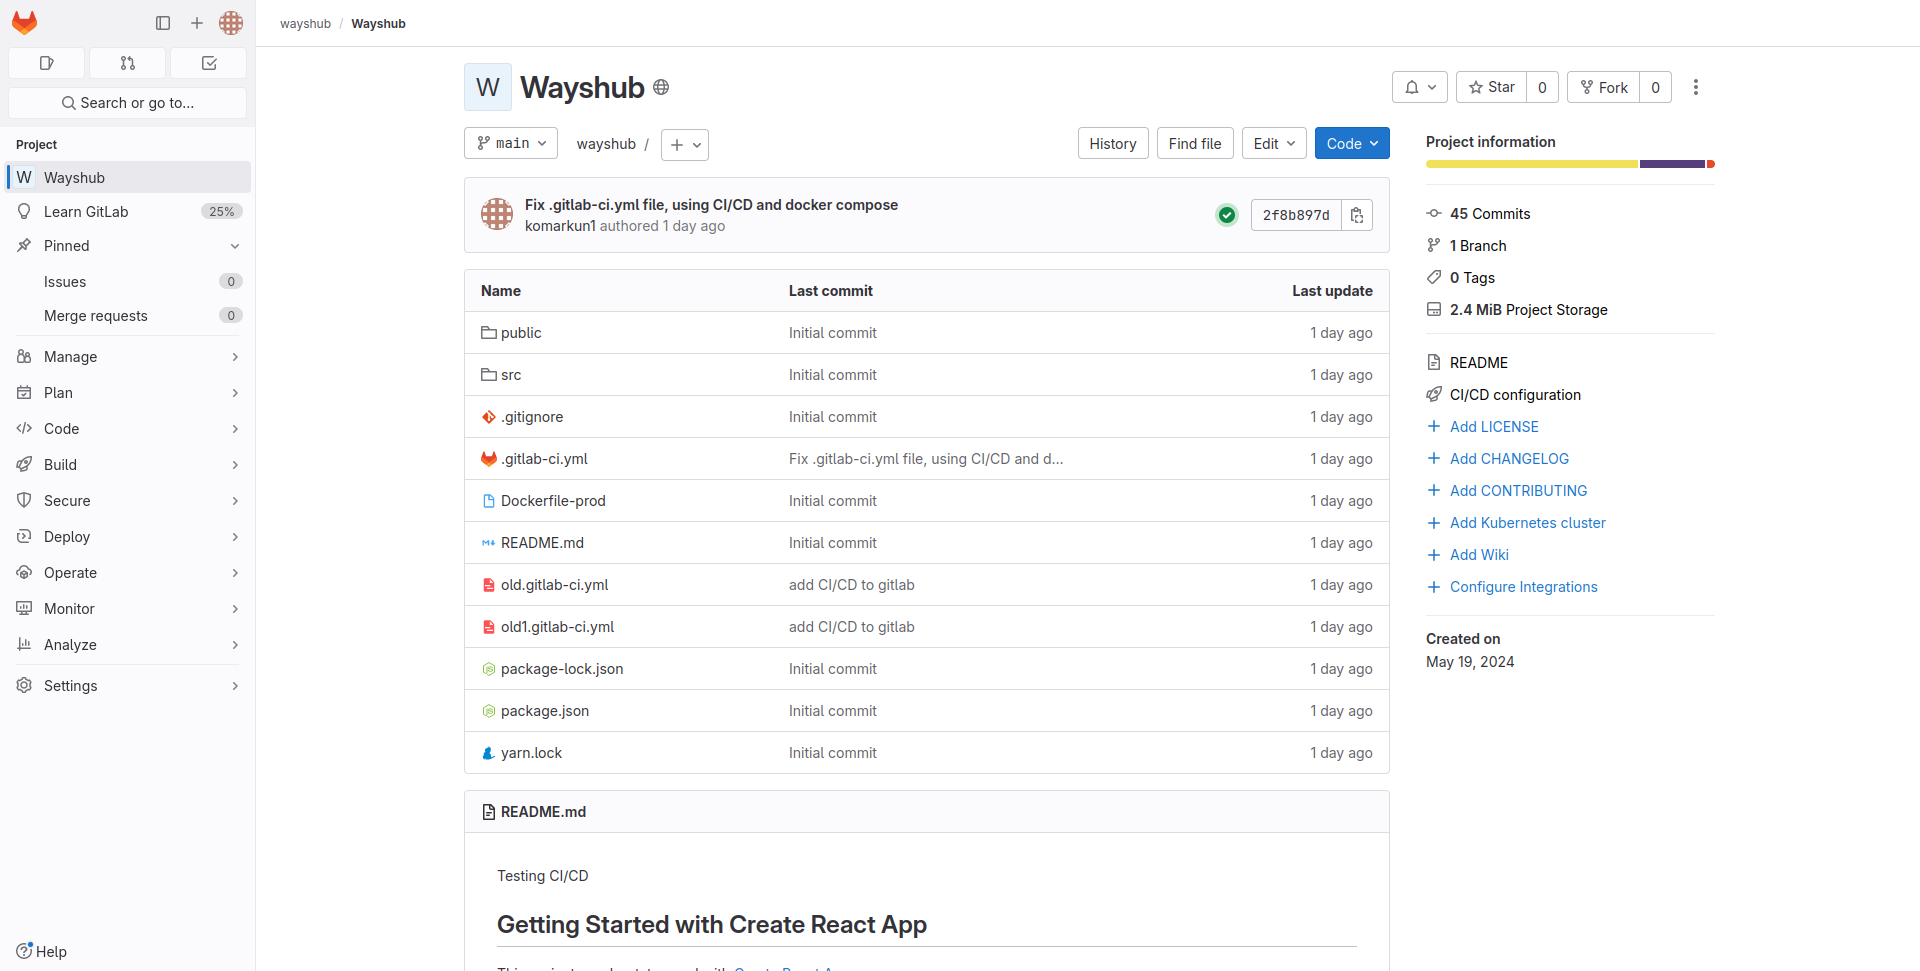 wayshub / Wayshub
Search or go to...
Project
W Wayshub
Learn GitLab 25%
Pinned
Issues 0
Merge requests 0
Manage
Plan
Code
Build
Secure
Deploy
Operate
Monitor
Analyze
Settings
Help
W Wayshub
Star 0
Fork 0
main
wayshub /
History
Find file
Edit
Code
Fix .gitlab-ci.yml file, using CI/CD and docker compose
komarkun1 authored 1 day ago
2f8b897d
Name Last commit Last update
public Initial commit 1 day ago
src Initial commit 1 day ago
.gitignore Initial commit 1 day ago
.gitlab-ci.yml Fix .gitlab-ci.yml file, using CI/CD and d... 1 day ago
Dockerfile-prod Initial commit 1 day ago
README.md Initial commit 1 day ago
old.gitlab-ci.yml add CI/CD to gitlab 1 day ago
old1.gitlab-ci.yml add CI/CD to gitlab 1 day ago
package-lock.json Initial commit 1 day ago
package.json Initial commit 1 day ago
yarn.lock Initial commit 1 day ago
README.md
Testing CI/CD
Getting Started with Create React App
Project information
45 Commits
1 Branch
0 Tags
2.4 MiB Project Storage
README
CI/CD configuration
Add LICENSE
Add CHANGELOG
Add CONTRIBUTING
Add Kubernetes cluster
Add Wiki
Configure Integrations
Created on
May 19, 2024